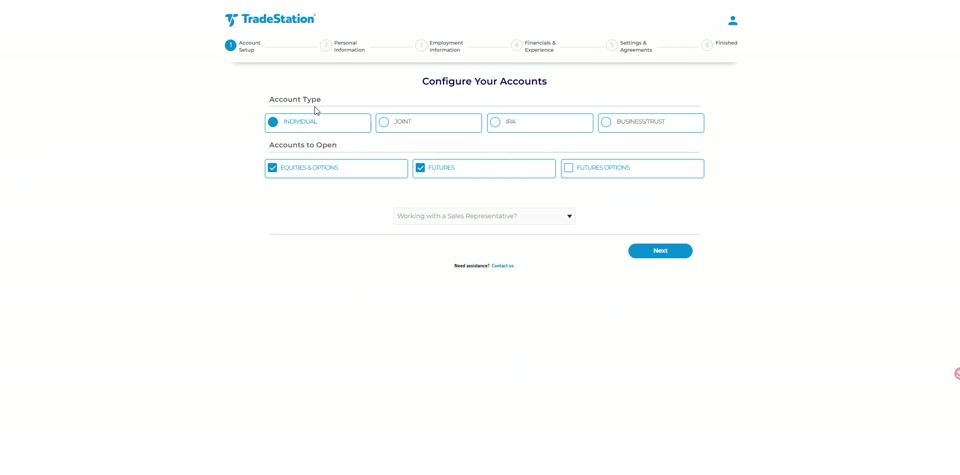 TradeStation®
1 Account Setup
2 Personal Information
3 Employment Information
4 Financials & Experience
5 Settings & Agreements
6 Finished
Configure Your Accounts
Account Type
INDIVIDUAL JOINT IRA BUSINESS/TRUST
Accounts to Open
EQUITIES & OPTIONS FUTURES FUTURES OPTIONS
Working with a Sales Representative?
Next
Need assistance? Contact us.